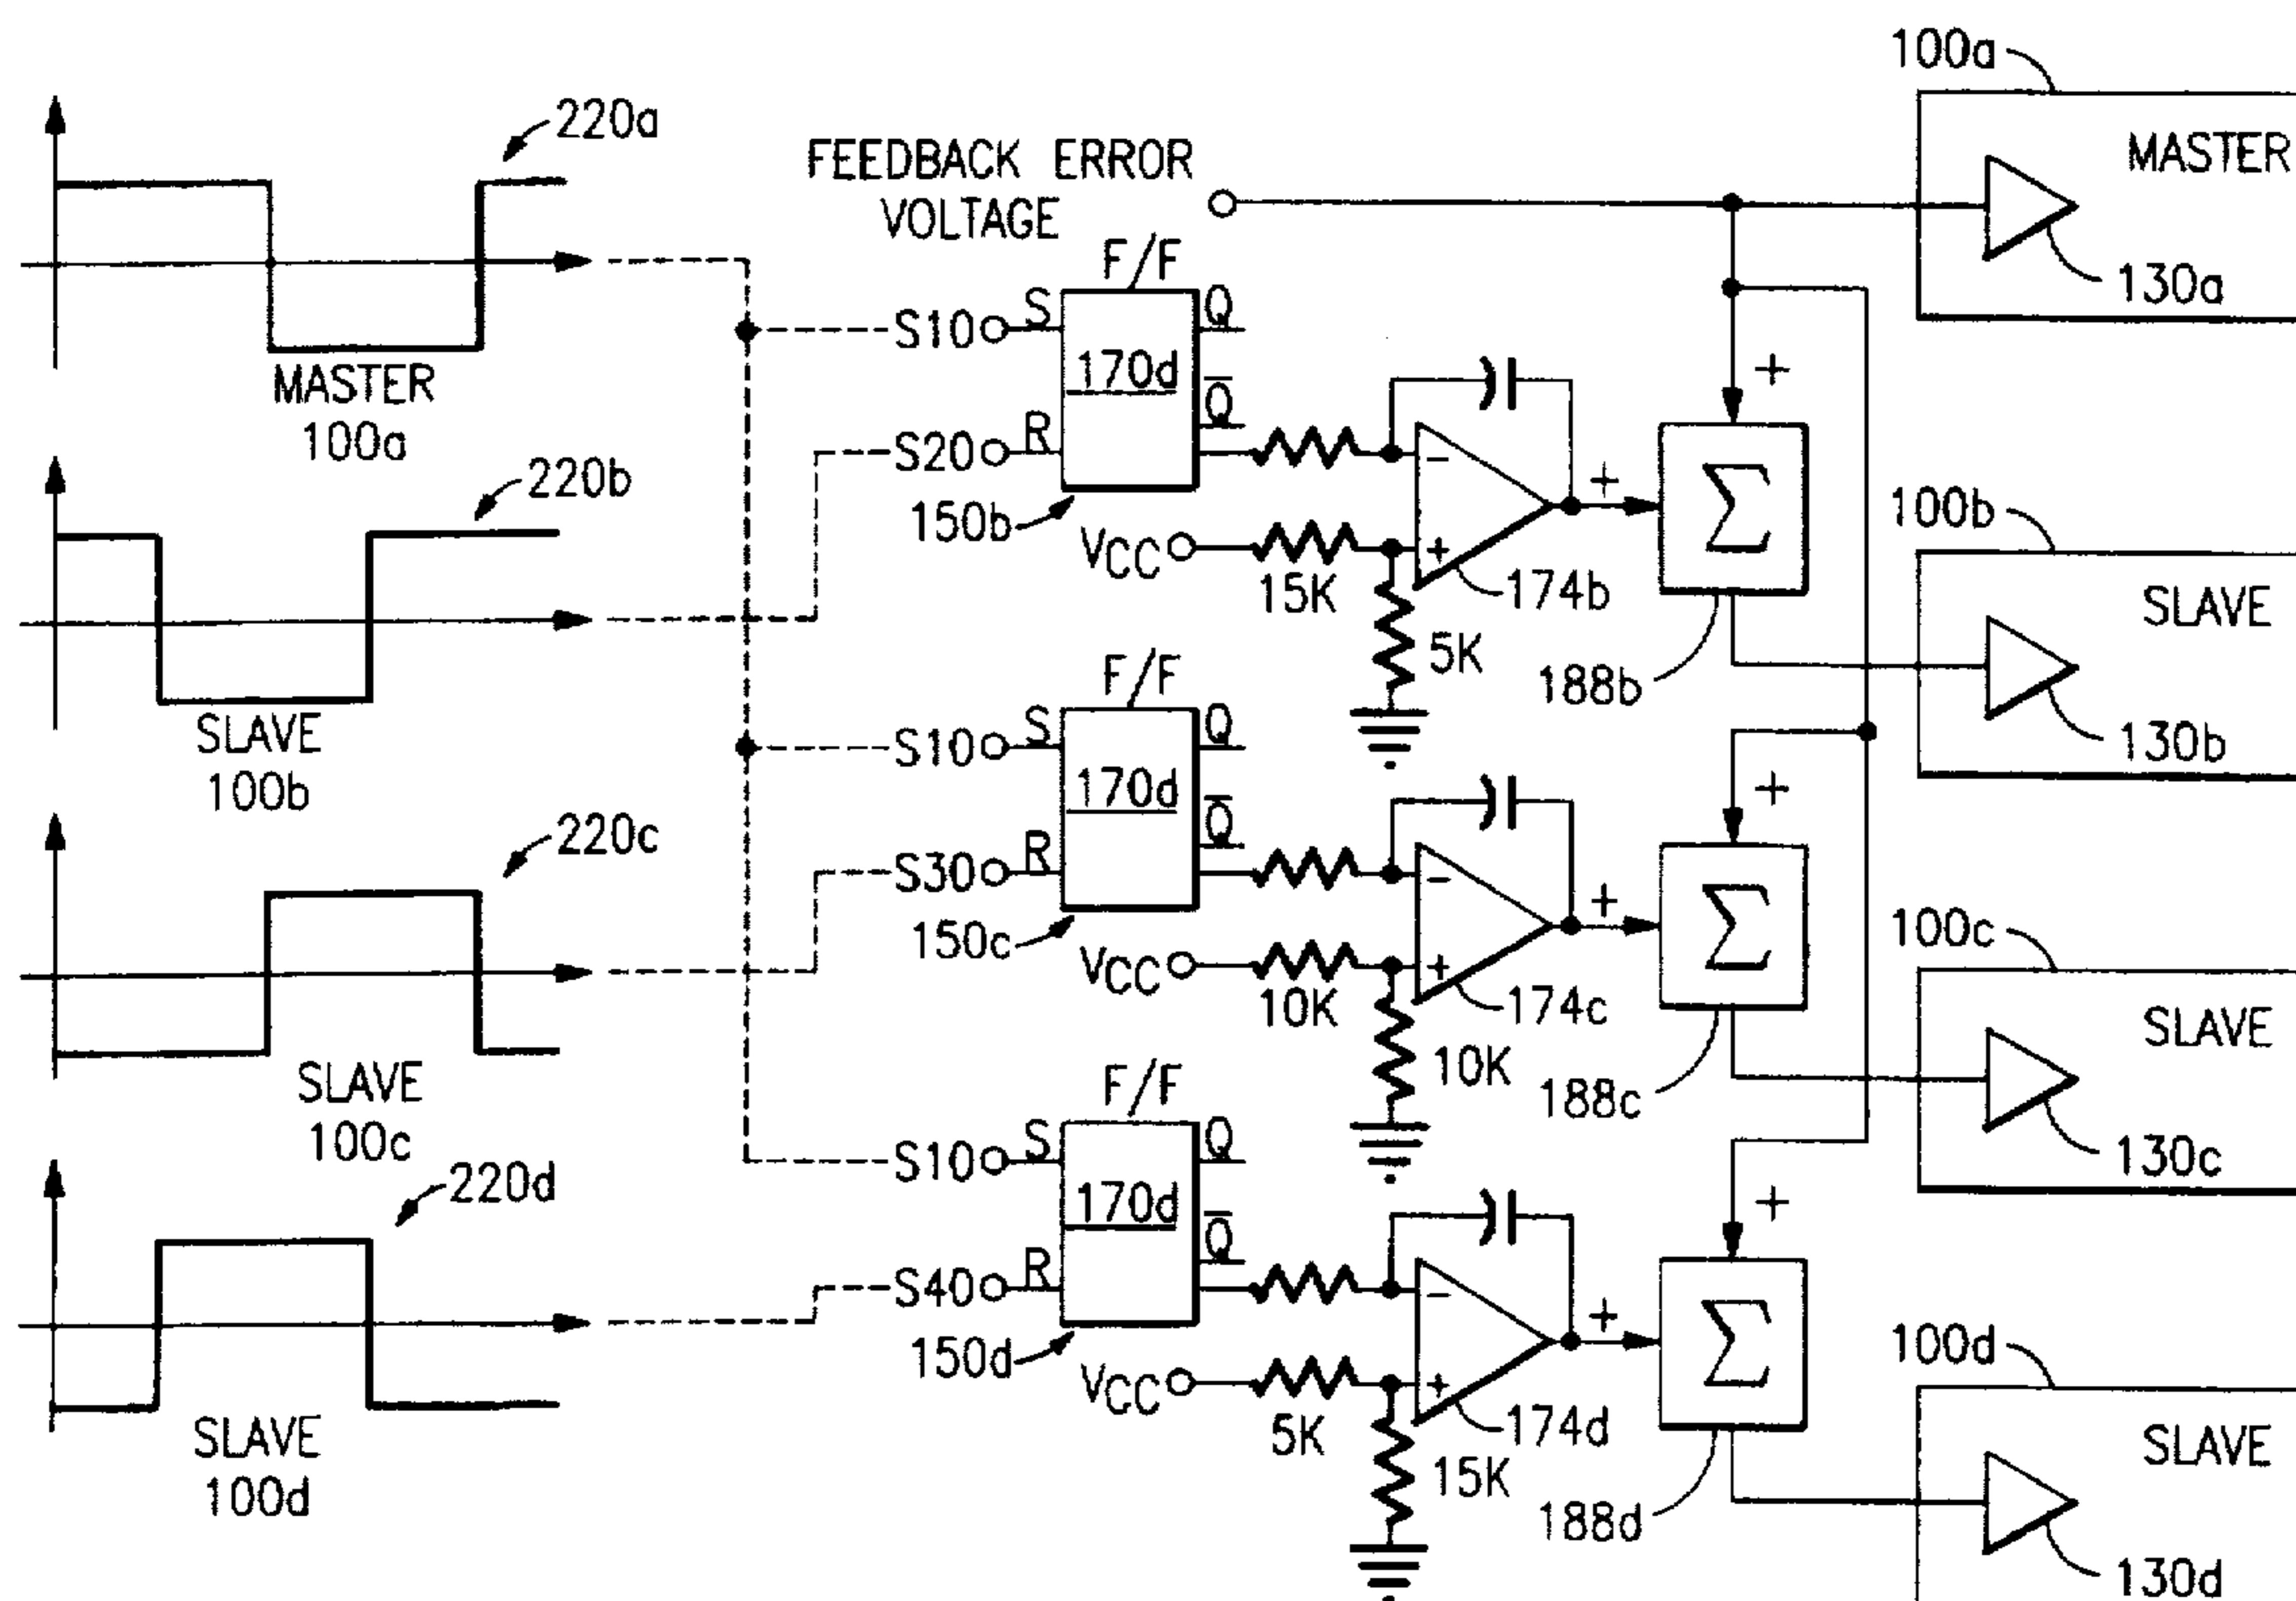 220a
MASTER
100a
220b
SLAVE
100b
220c
SLAVE
100c
220d
SLAVE
100d
FEEDBACK ERROR
VOLTAGE
F/F
S10 S Q
170d
Q̅
S20 R
150b
VCC
15K
5K
-
+
174b
+
+
Σ
188b
F/F
S10 S Q
170d
Q̅
S30 R
150c
VCC
10K
10K
-
+
174c
+
+
Σ
188c
F/F
S10 S Q
170d
Q̅
S40 R
150d
VCC
5K
15K
-
+
174d
+
+
Σ
188d
100a
MASTER
130a
100b
SLAVE
130b
100c
SLAVE
130c
100d
SLAVE
130d